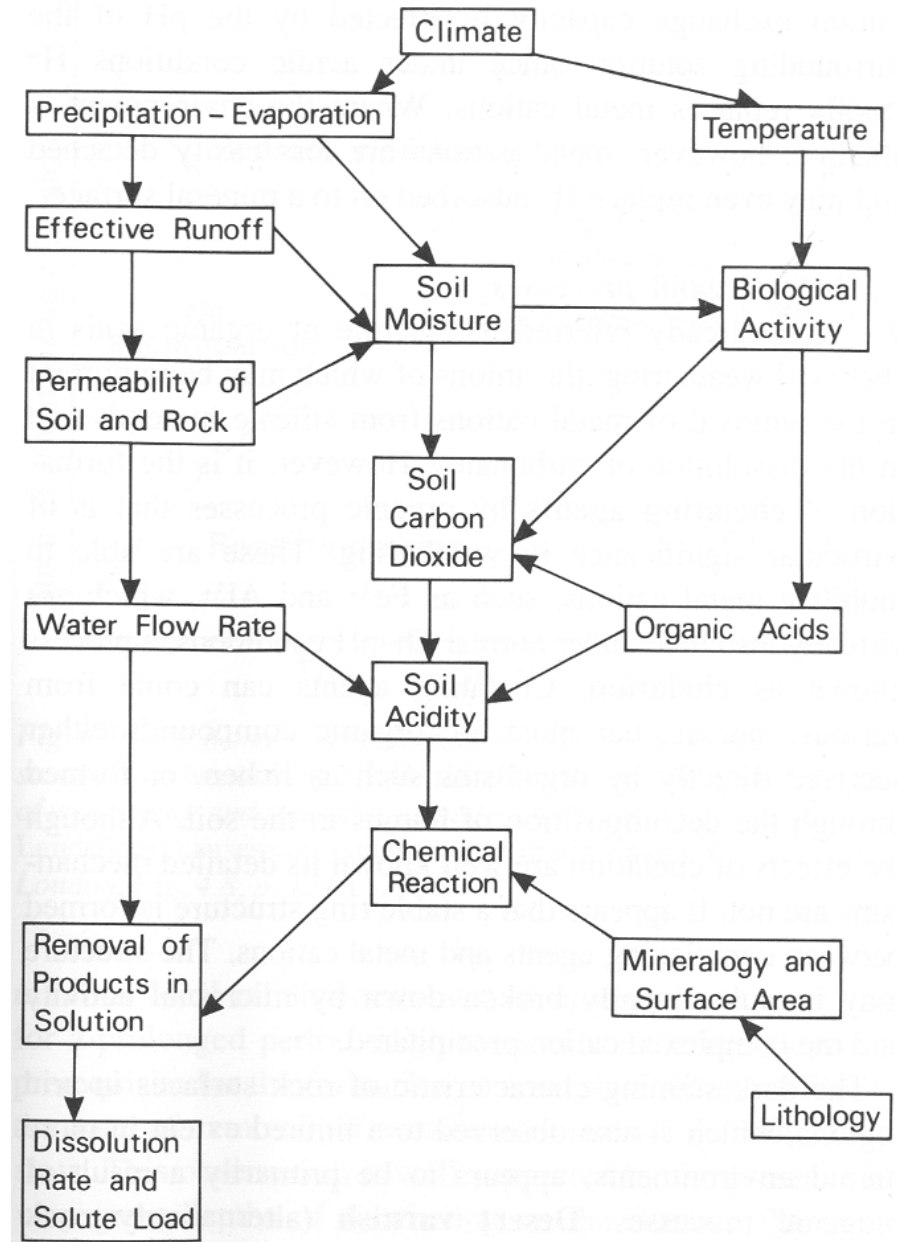 Climate
Precipitation – Evaporation
Temperature
Effective Runoff
Soil
Moisture
Biological
Activity
Permeability of
Soil and Rock
Soil
Carbon
Dioxide
Water Flow Rate
Organic Acids
Soil
Acidity
Chemical
Reaction
Removal of
Products in
Solution
Mineralogy and
Surface Area
Lithology
Dissolution
Rate and
Solute Load